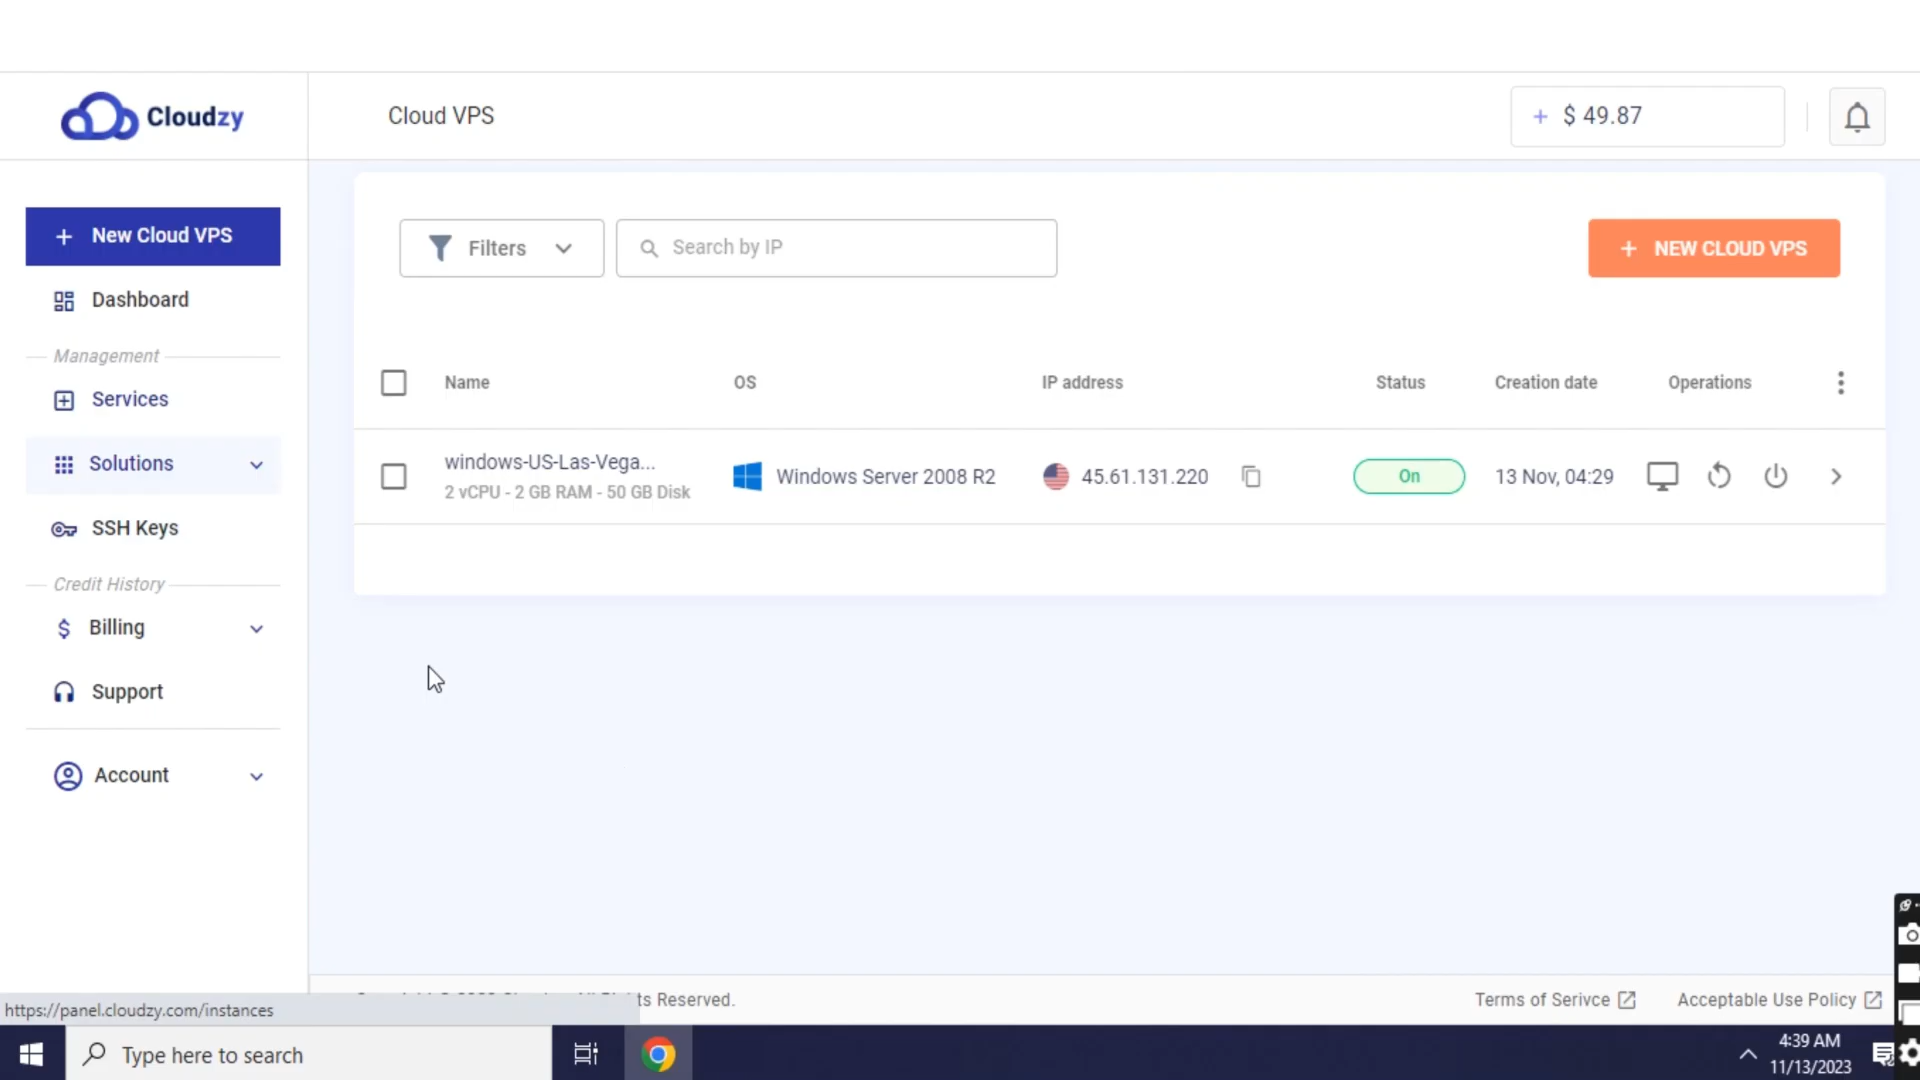 Cloudzy
Cloud VPS
+ $ 49.87
+ New Cloud VPS
Dashboard
Management
Services
Solutions
SSH Keys
Credit History
Billing
Support
Account
Filters
Search by IP
+ NEW CLOUD VPS
Name OS IP address Status Creation date Operations
windows-US-Las-Vega...
2 vCPU - 2 GB RAM - 50 GB Disk
Windows Server 2008 R2
45.61.131.220
On
13 Nov, 04:29
ts Reserved.
Terms of Serivce
Acceptable Use Policy
https://panel.cloudzy.com/instances
Type here to search
4:39 AM
11/13/2023